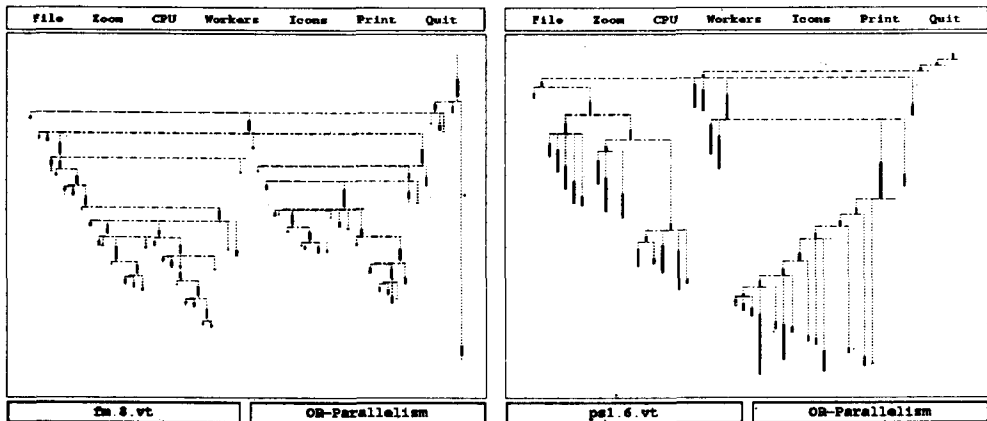 File Zoom CPU Workers Icons Print Quit
fm.8.vt OR-Parallelism
File Zoom CPU Workers Icons Print Quit
ps1.6.vt OR-Parallelism